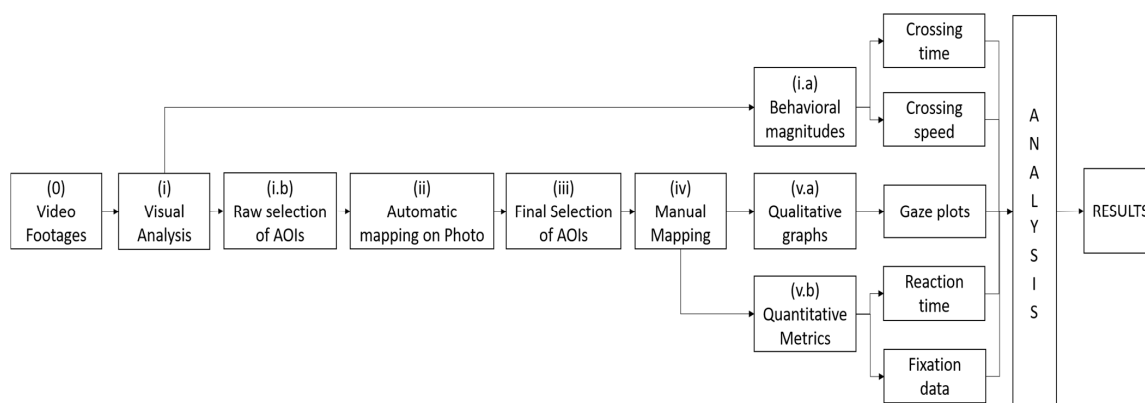 Crossing
time
(i.a)
Behavioral
magnitudes
Crossing
speed
(0)
Video
Footages
(i)
Visual
Analysis
(i.b)
Raw selection
of AOIs
(ii)
Automatic
mapping on Photo
(iii)
Final Selection
of AOIs
(iv)
Manual
Mapping
(v.a)
Qualitative
graphs
Gaze plots
(v.b)
Quantitative
Metrics
Reaction
time
Fixation
data
A
N
A
L
Y
S
I
S
RESULTS